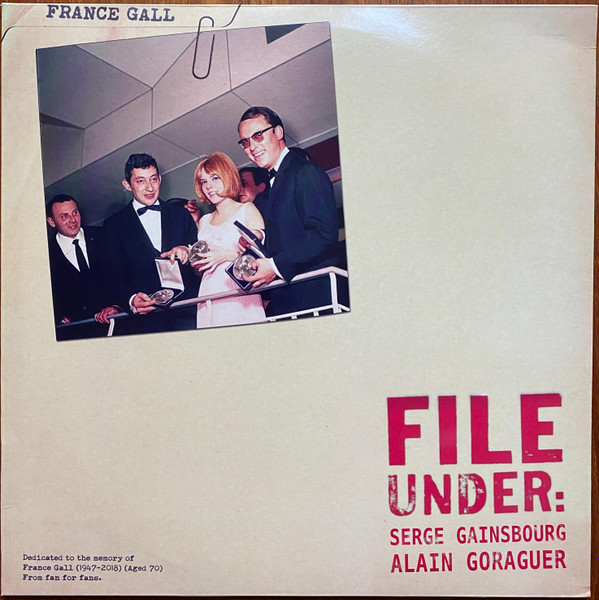 FRANCE GALL
FILE
UNDER:
SERGE GAINSBOURG
ALAIN GORAGUER
Dedicated to the memory of
France Gall (1947-2018) (Aged 70)
From fan for fans.